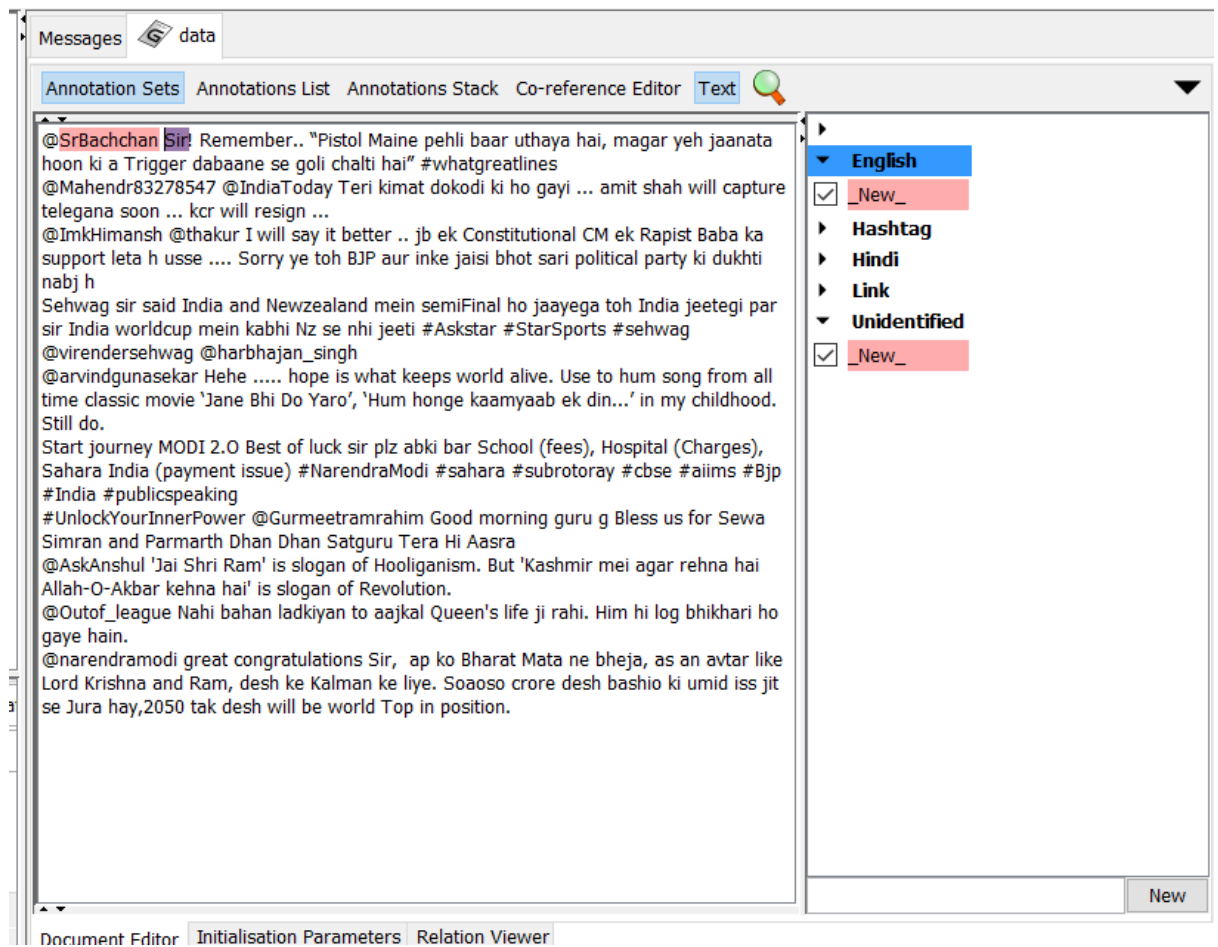 Messages data
Annotation Sets Annotations List Annotations Stack Co-reference Editor Text
@SrBachchan Sir! Remember.. “Pistol Maine pehli baar uthaya hai, magar yeh jaanata
hoon ki a Trigger dabaane se goli chalti hai” #whatgreatlines
@Mahendr83278547 @IndiaToday Teri kimat dokodi ki ho gayi ... amit shah will capture
telegana soon ... kcr will resign ...
@ImkHimansh @thakur I will say it better .. jb ek Constitutional CM ek Rapist Baba ka
support leta h usse .... Sorry ye toh BJP aur inke jaisi bhot sari political party ki dukhti
nabj h
Sehwag sir said India and Newzealand mein semiFinal ho jaayega toh India jeetegi par
sir India worldcup mein kabhi Nz se nhi jeeti #Askstar #StarSports #sehwag
@virendersehwag @harbhajan_singh
@arvindgunasekar Hehe ..... hope is what keeps world alive. Use to hum song from all
time classic movie ‘Jane Bhi Do Yaro’, ‘Hum honge kaamyaab ek din...’ in my childhood.
Still do.
Start journey MODI 2.O Best of luck sir plz abki bar School (fees), Hospital (Charges),
Sahara India (payment issue) #NarendraModi #sahara #subrotoray #cbse #aiims #Bjp
#India #publicspeaking
#UnlockYourInnerPower @Gurmeetramrahim Good morning guru g Bless us for Sewa
Simran and Parmarth Dhan Dhan Satguru Tera Hi Aasra
@AskAnshul 'Jai Shri Ram' is slogan of Hooliganism. But 'Kashmir mei agar rehna hai
Allah-O-Akbar kehna hai' is slogan of Revolution.
@Outof_league Nahi bahan ladkiyan to aajkal Queen's life ji rahi. Him hi log bhikhari ho
gaye hain.
@narendramodi great congratulations Sir,  ap ko Bharat Mata ne bheja, as an avtar like
Lord Krishna and Ram, desh ke Kalman ke liye. Soaoso crore desh bashio ki umid iss jit
se Jura hay,2050 tak desh will be world Top in position.
English
_New_
Hashtag
Hindi
Link
Unidentified
_New_
New
Document Editor Initialisation Parameters Relation Viewer